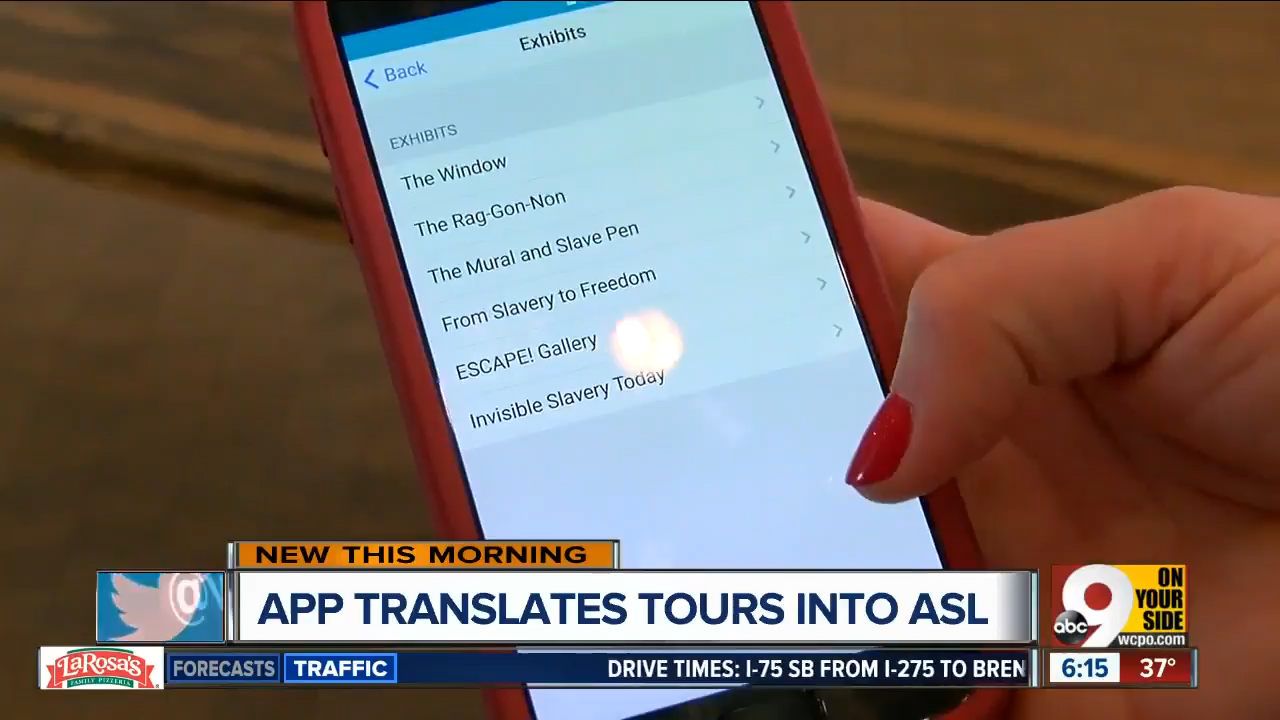 Exhibits
Back
EXHIBITS
The Window
The Rag-Gon-Non
The Mural and Slave Pen
From Slavery to Freedom
ESCAPE! Gallery
Invisible Slavery Today
NEW THIS MORNING
APP TRANSLATES TOURS INTO ASL
@
abc 9
ON YOUR SIDE
wcpo.com
LAROSA'S
FAMILY PIZZERIA
FORECASTS TRAFFIC
DRIVE TIMES: I-75 SB FROM I-275 TO BREN
6:15 37°